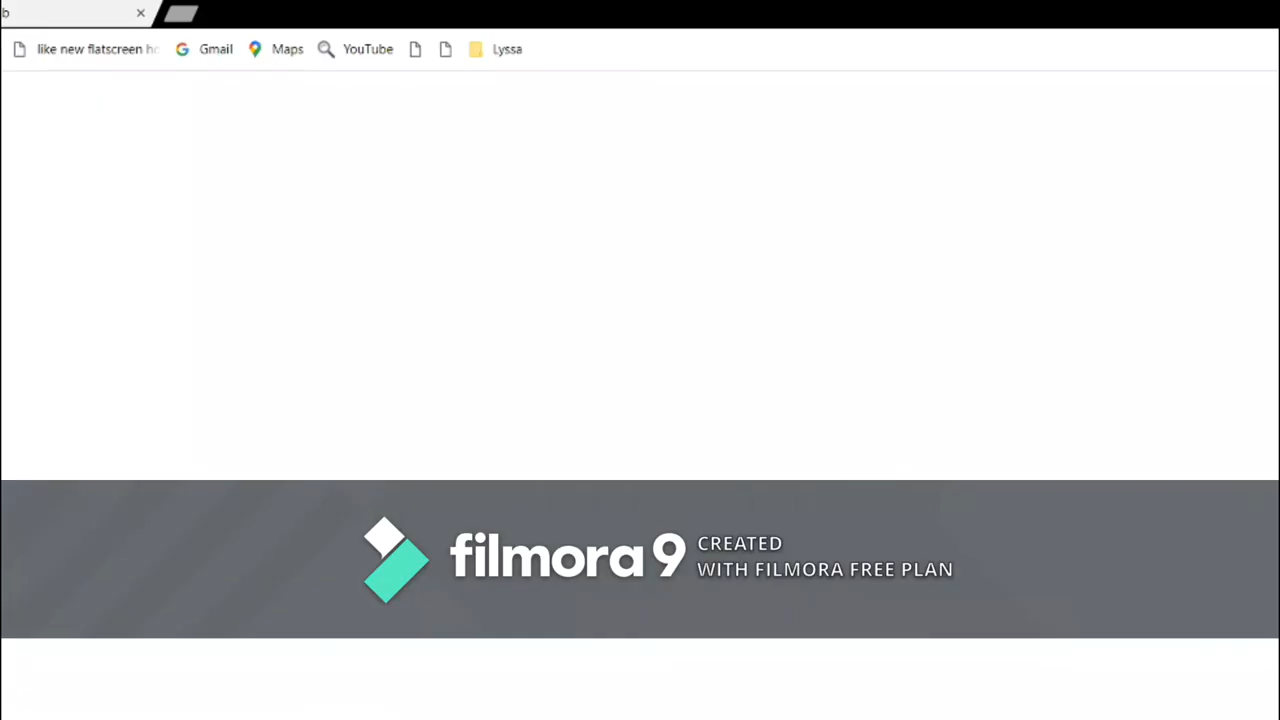 b
like new flatscreen h
Gmail
Maps
YouTube
Lyssa
filmora 9
CREATED
WITH FILMORA FREE PLAN